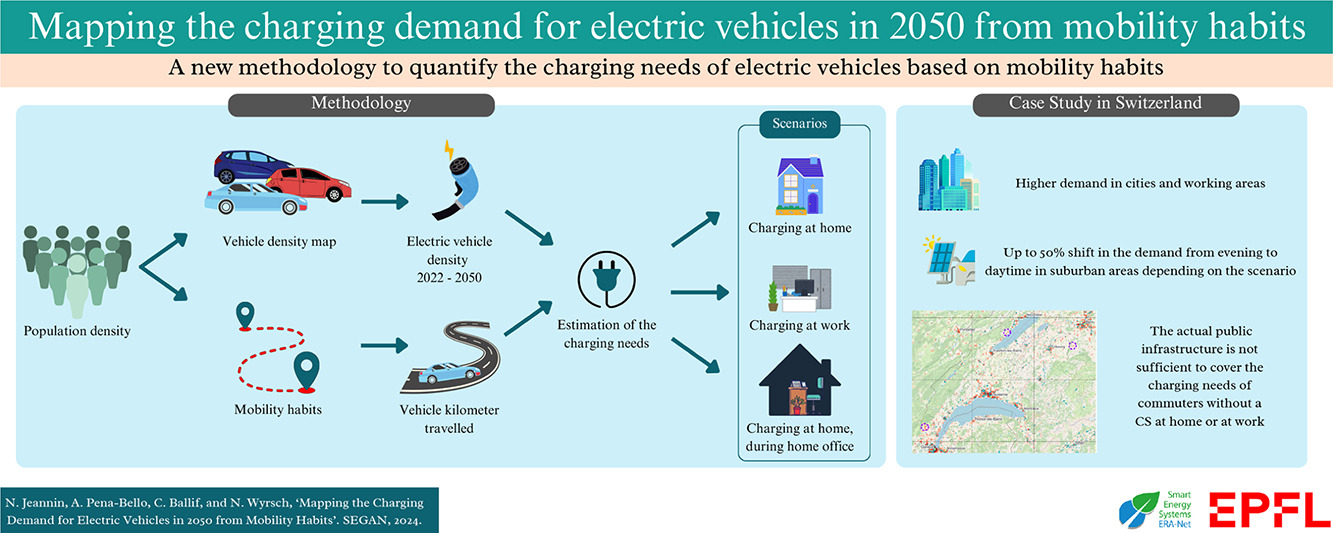 Mapping the charging demand for electric vehicles in 2050 from mobility habits
A new methodology to quantify the charging needs of electric vehicles based on mobility habits
Methodology
Population density
Vehicle density map
Electric vehicle
density
2022 - 2050
Mobility habits
Vehicle kilometer
travelled
Estimation of the
charging needs
Scenarios
Charging at home
Charging at work
Charging at home,
during home office
Case Study in Switzerland
Higher demand in cities and working areas
Up to 50% shift in the demand from evening to
daytime in suburban areas depending on the scenario
The actual public
infrastructure is not
sufficient to cover the
charging needs of
commuters without a
CS at home or at work
N. Jeannin, A. Pena-Bello, C. Ballif, and N. Wyrsch, ‘Mapping the Charging
Demand for Electric Vehicles in 2050 from Mobility Habits’. SEGAN, 2024.
Smart
Energy
Systems
ERA-Net
EPFL